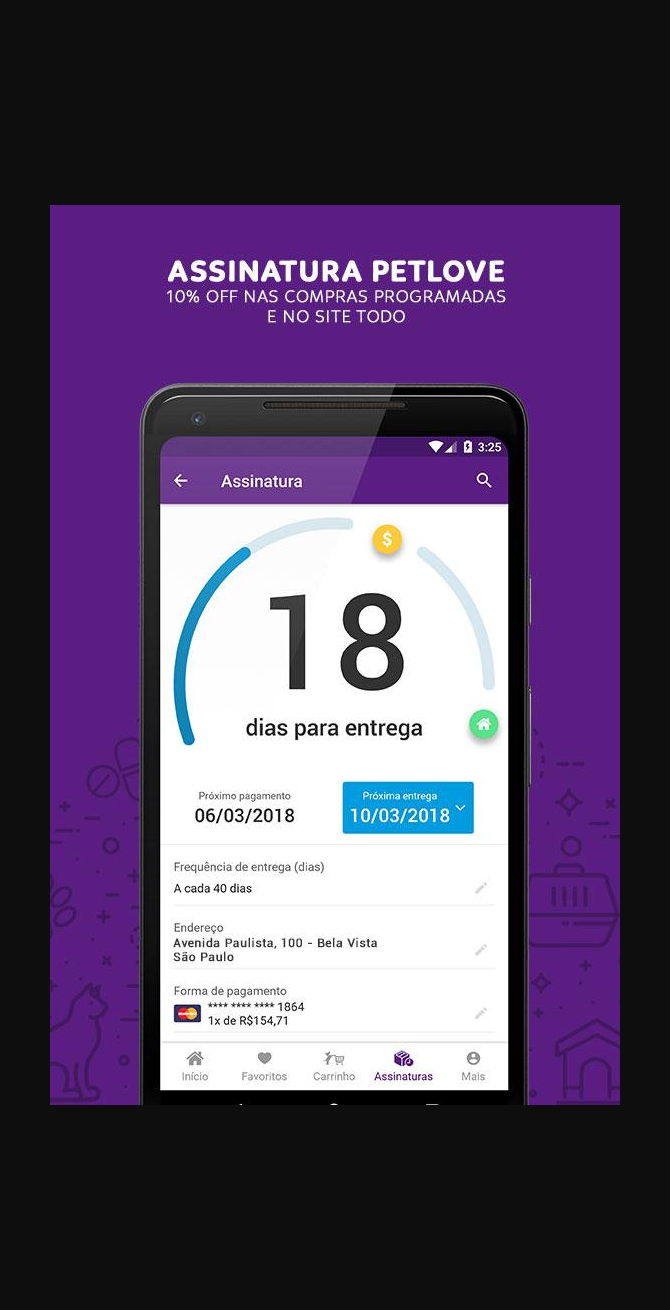 ASSINATURA PETLOVE
10% OFF NAS COMPRAS PROGRAMADAS
E NO SITE TODO
3:25
Assinatura
$
18
dias para entrega
Próximo pagamento
06/03/2018
Próxima entrega
10/03/2018
Frequência de entrega (dias)
A cada 40 dias
Endereço
Avenida Paulista, 100 - Bela Vista
São Paulo
Forma de pagamento
**** **** **** 1864
1x de R$154,71
Início
Favoritos
Carrinho
Assinaturas
Mais